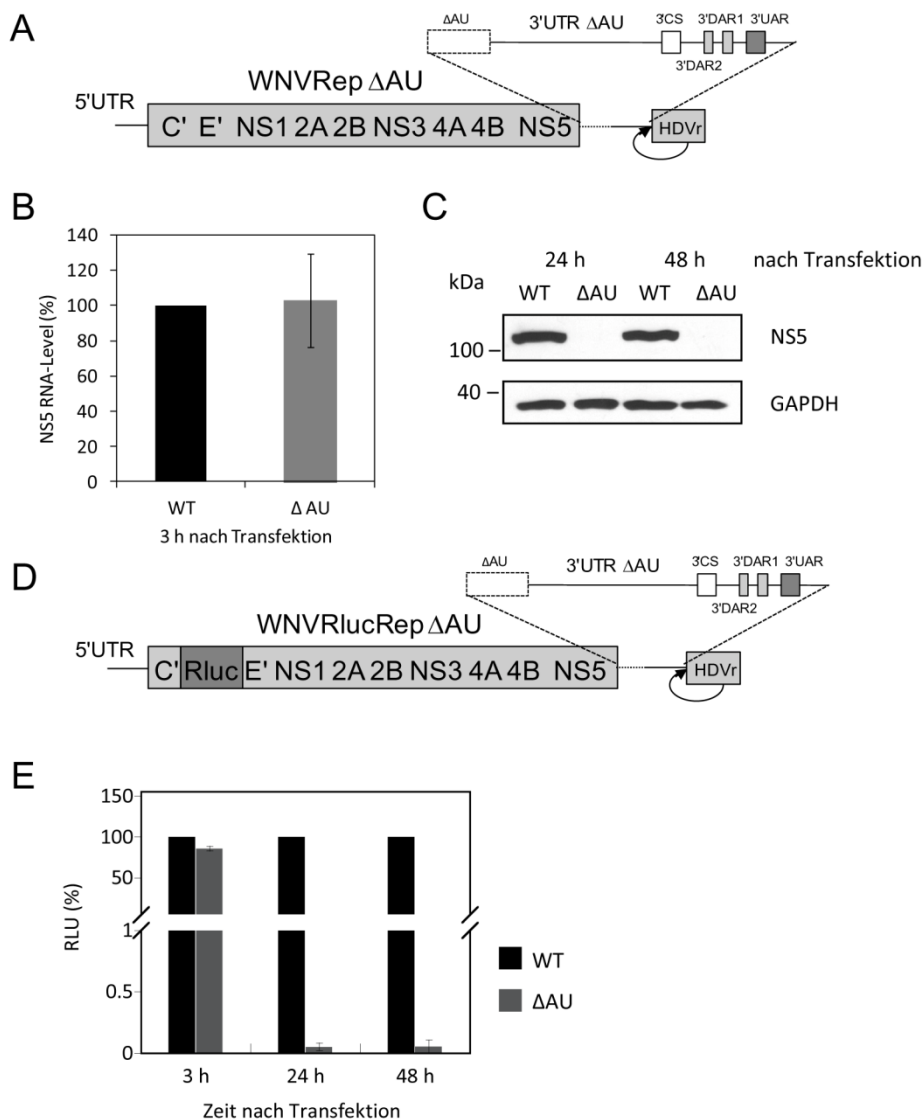 A
ΔAU
3'UTR ΔAU
3'CS
3'DAR1
3'UAR
3'DAR2
WNVRep ΔAU
5'UTR
C' E' NS1 2A 2B NS3 4A 4B NS5
HDVr
B
NS5 RNA-Level (%)
140
120
100
80
60
40
20
0
WT
Δ AU
3 h nach Transfektion
C
24 h 48 h nach Transfektion
kDa
WT ΔAU WT ΔAU
100
NS5
40
GAPDH
D
ΔAU
3'UTR ΔAU
3'CS
3'DAR1
3'UAR
3'DAR2
WNVRlucRep ΔAU
5'UTR
C' Rluc E' NS1 2A 2B NS3 4A 4B NS5
HDVr
E
RLU (%)
150
100
50
1
0.5
0
3 h 24 h 48 h
Zeit nach Transfektion
WT
ΔAU